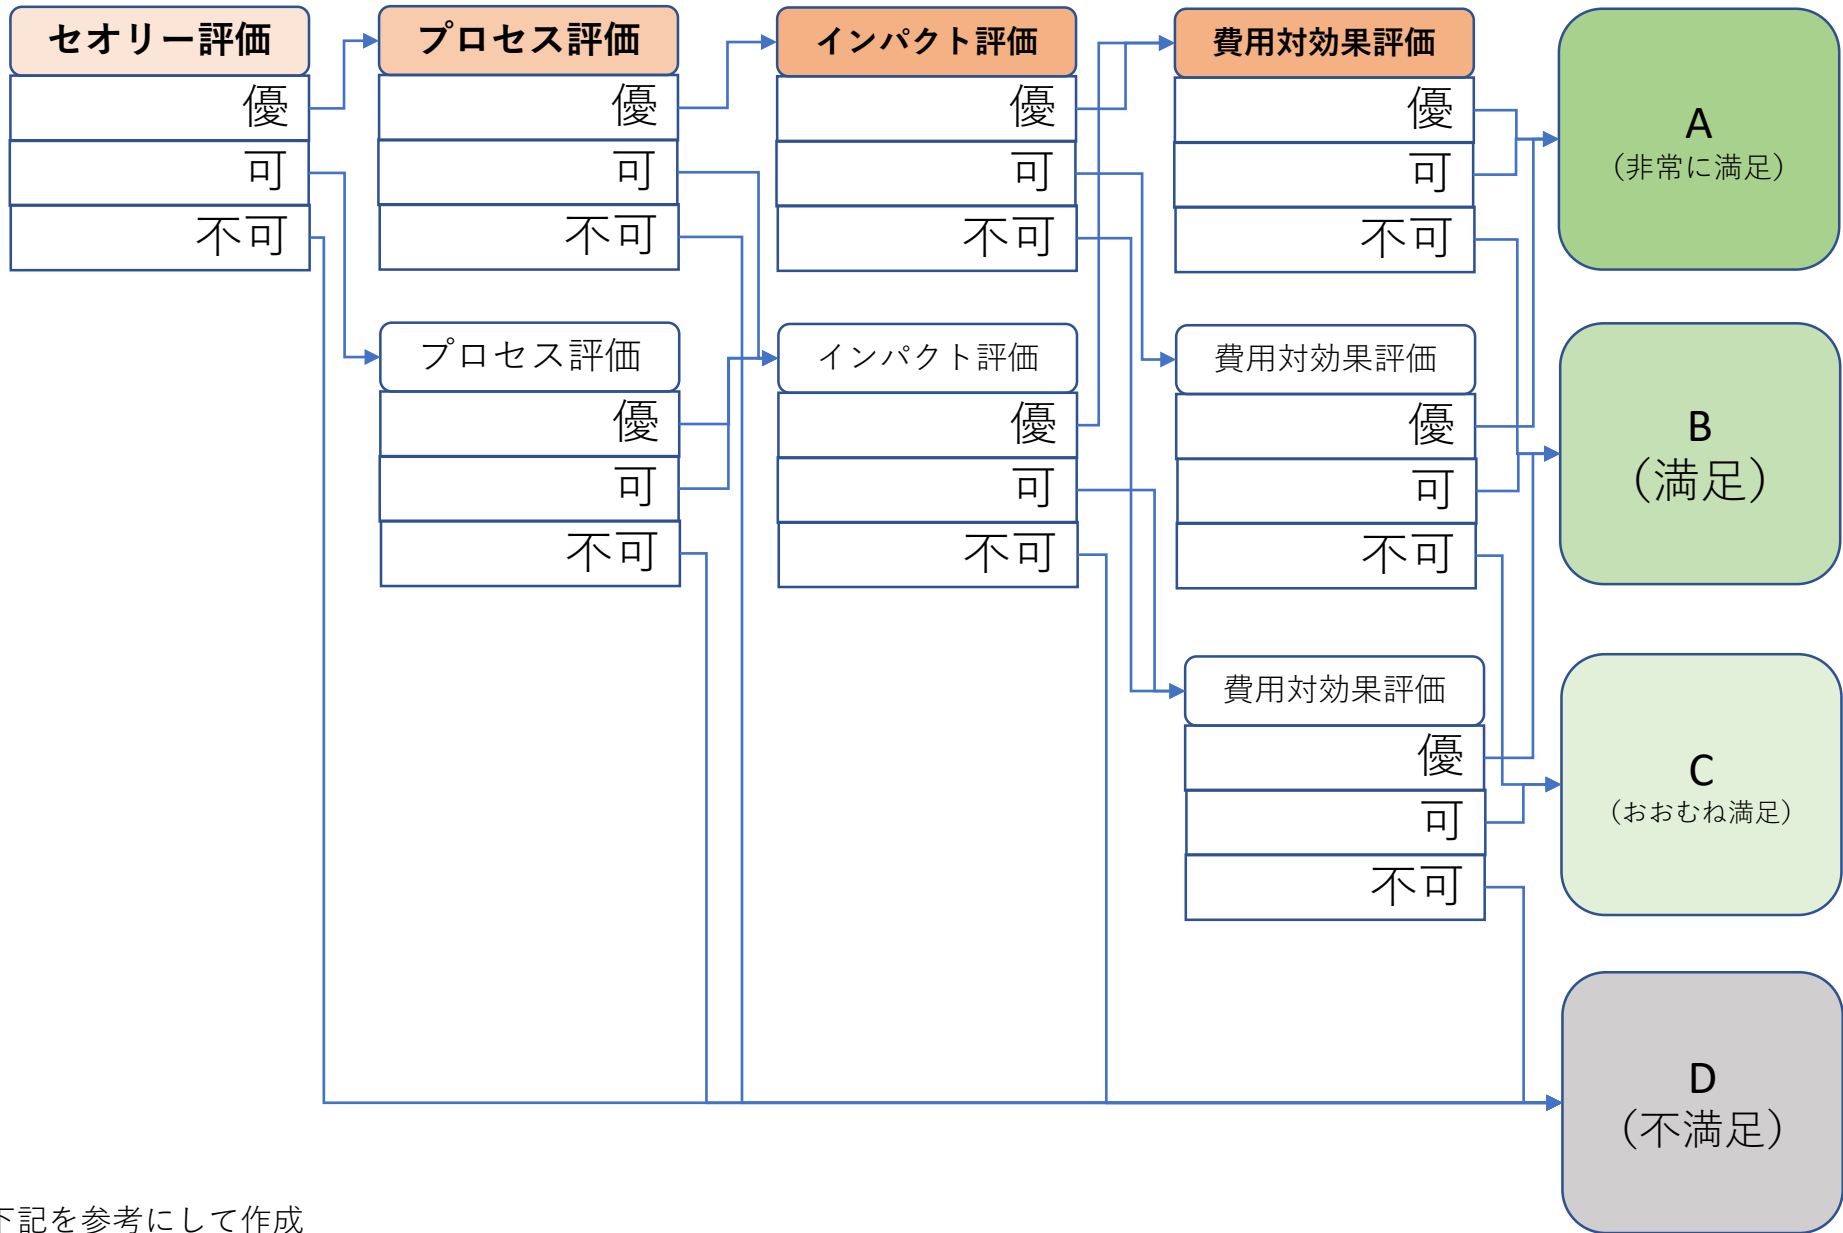 セオリー評価
優
可
不可
プロセス評価
優
可
不可
プロセス評価
優
可
不可
インパクト評価
優
可
不可
インパクト評価
優
可
不可
費用対効果評価
優
可
不可
費用対効果評価
優
可
不可
費用対効果評価
優
可
不可
A
（非常に満足）
B
（満足）
C
（おおむね満足）
D
（不満足）
下記を参考にして作成